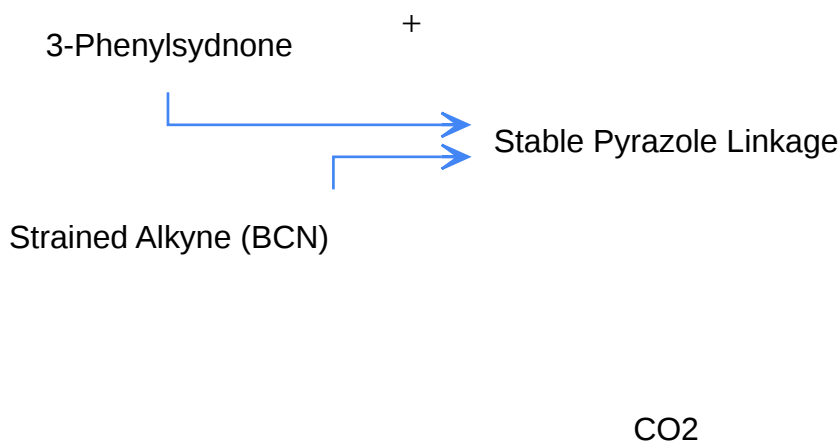 +
3-Phenylsydnone
Stable Pyrazole Linkage
Strained Alkyne (BCN)
CO2